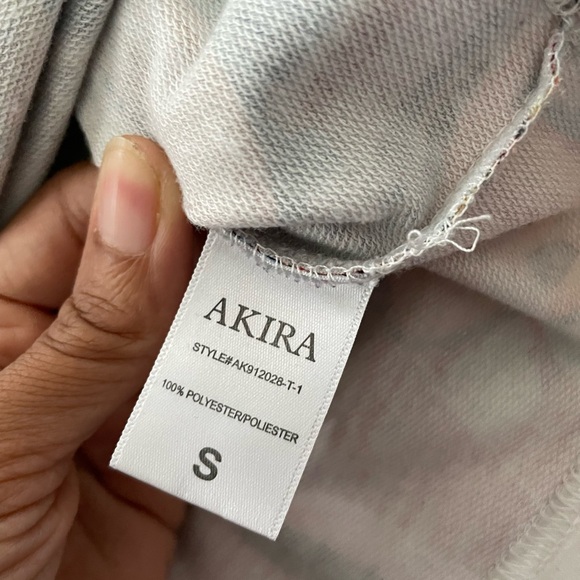 AKIRA
STYLE#AK912028-T-1
100% POLYESTER/POLIESTER
S